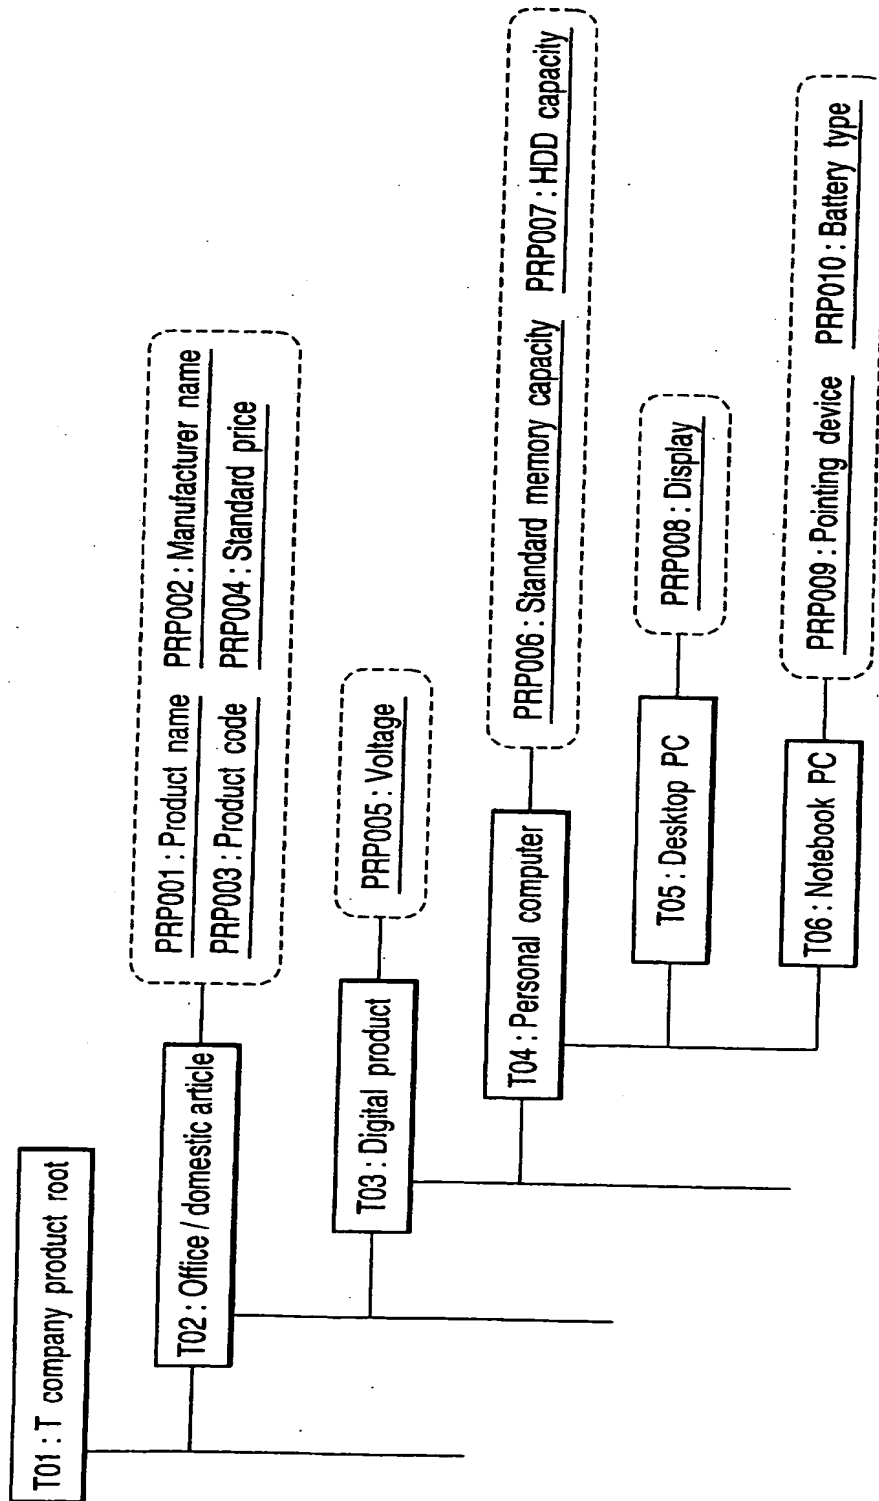 T01 : T company product root
T02 : Office / domestic article
PRP001 : Product name PRP002 : Manufacturer name
PRP003 : Product code PRP004 : Standard price
T03 : Digital product
PRP005 : Voltage
T04 : Personal computer
PRP006 : Standard memory capacity PRP007 : HDD capacity
T05 : Desktop PC
PRP008 : Display
T06 : Notebook PC
PRP009 : Pointing device PRP010 : Battery type